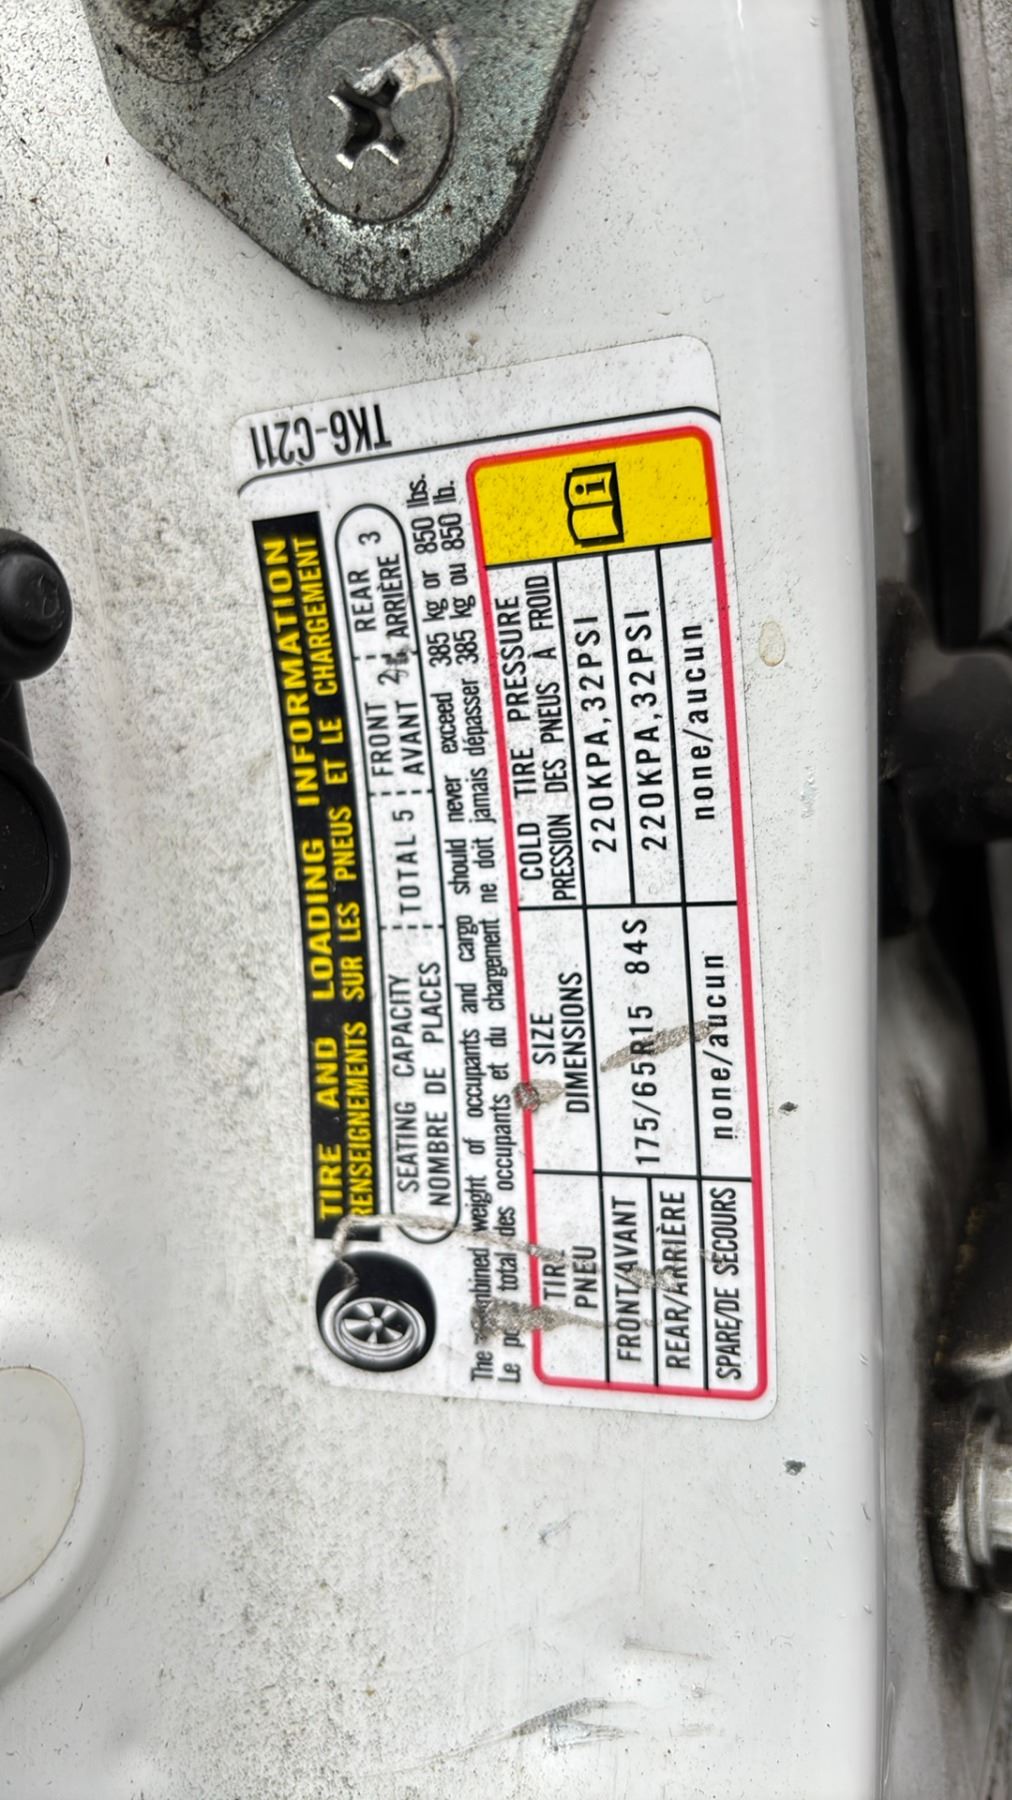 TK6-C211
TIRE AND LOADING INFORMATION
RENSEIGNEMENTS SUR LES PNEUS ET LE CHARGEMENT
SEATING CAPACITY
NOMBRE DE PLACES
TOTAL 5
FRONT 2
AVANT
REAR 3
ARRIÈRE
The weight of occupants and cargo should never exceed 385 kg or 850 lbs.
Le total des occupants et du chargement ne doit jamais dépasser 385 kg ou 850 lb.
TIRE
PNEU
SIZE
DIMENSIONS
COLD TIRE PRESSURE
PRESSION DES PNEUS À FROID
FRONT/AVANT
175/65R15 84S
220KPA,32PSI
REAR/ARRIÈRE
220KPA,32PSI
SPARE/DE SECOURS
none/aucun
none/aucun